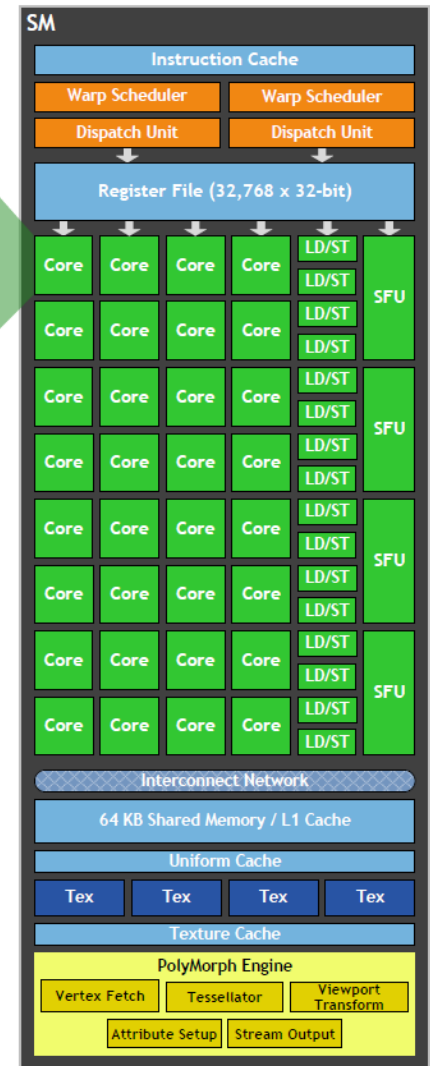 SM
Instruction Cache
Warp Scheduler Warp Scheduler
Dispatch Unit Dispatch Unit
Register File (32,768 x 32-bit)
Core Core Core Core LD/ST SFU
LD/ST
Core Core Core Core LD/ST
LD/ST
Core Core Core Core LD/ST SFU
LD/ST
Core Core Core Core LD/ST
LD/ST
Core Core Core Core LD/ST SFU
LD/ST
Core Core Core Core LD/ST
LD/ST
Core Core Core Core LD/ST SFU
LD/ST
Core Core Core Core LD/ST
LD/ST
Interconnect Network
64 KB Shared Memory / L1 Cache
Uniform Cache
Tex Tex Tex Tex
Texture Cache
PolyMorph Engine
Vertex Fetch Tessellator Viewport
Transform
Attribute Setup Stream Output